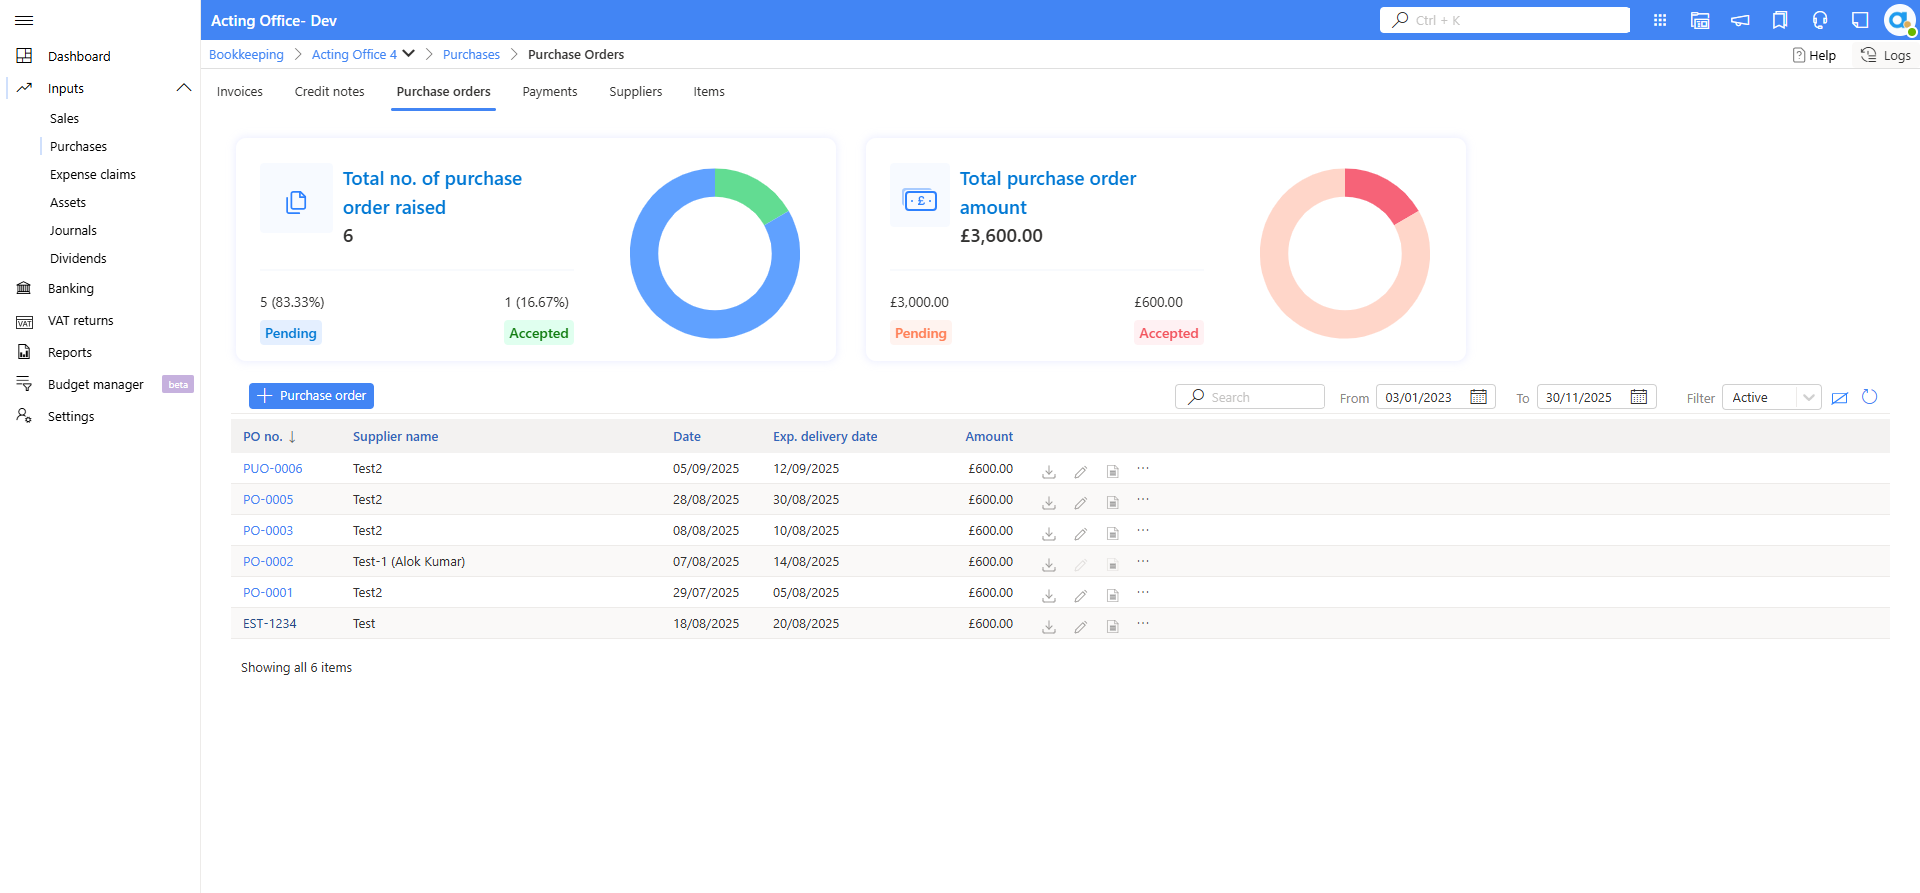 Acting Office- Dev
Ctrl + K
Bookkeeping
Acting Office 4
Purchases
Purchase Orders
Help
Logs
Dashboard
Inputs
Sales
Purchases
Expense claims
Assets
Journals
Dividends
Banking
VAT
VAT returns
Reports
Budget manager
beta
Settings
Invoices
Credit notes
Purchase orders
Payments
Suppliers
Items
Total no. of purchase
order raised
6
5 (83.33%)
1 (16.67%)
Pending
Accepted
Total purchase order
amount
£3,600.00
£3,000.00
£600.00
Pending
Accepted
Purchase order
Search
From
03/01/2023
To
30/11/2025
Filter
Active
PO no. ↓ Supplier name Date Exp. delivery date Amount
PUO-0006 Test2 05/09/2025 12/09/2025 £600.00 ...
PO-0005 Test2 28/08/2025 30/08/2025 £600.00 ...
PO-0003 Test2 08/08/2025 10/08/2025 £600.00 ...
PO-0002 Test-1 (Alok Kumar) 07/08/2025 14/08/2025 £600.00 ...
PO-0001 Test2 29/07/2025 05/08/2025 £600.00 ...
EST-1234 Test 18/08/2025 20/08/2025 £600.00 ...
Showing all 6 items